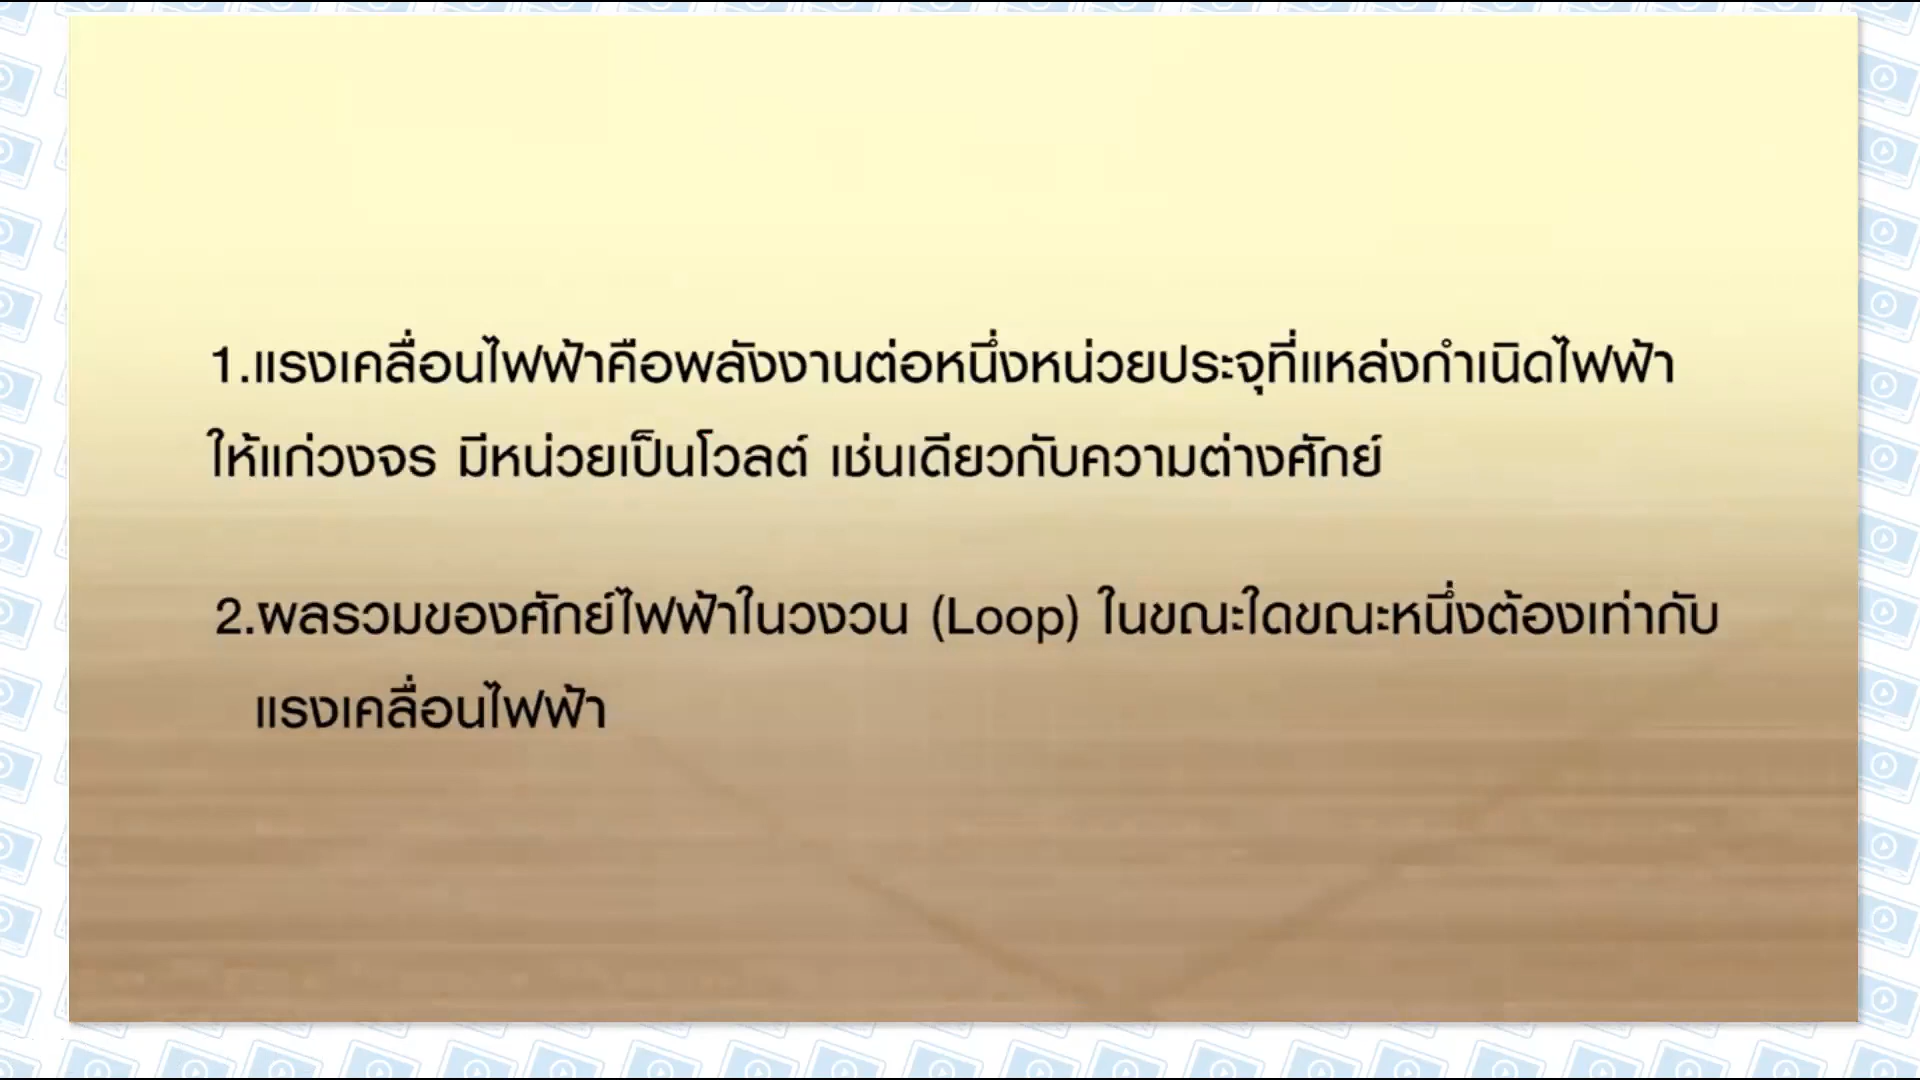 1.แรงเคลื่อนไฟฟ้าคือพลังงานต่อหนึ่งหน่วยประจุที่แหล่งกำเนิดไฟฟ้า
ให้แก่วงจร มีหน่วยเป็นโวลต์ เช่นเดียวกับความต่างศักย์
2.ผลรวมของศักย์ไฟฟ้าในวงวน (Loop) ในขณะใดขณะหนึ่งต้องเท่ากับ
แรงเคลื่อนไฟฟ้า